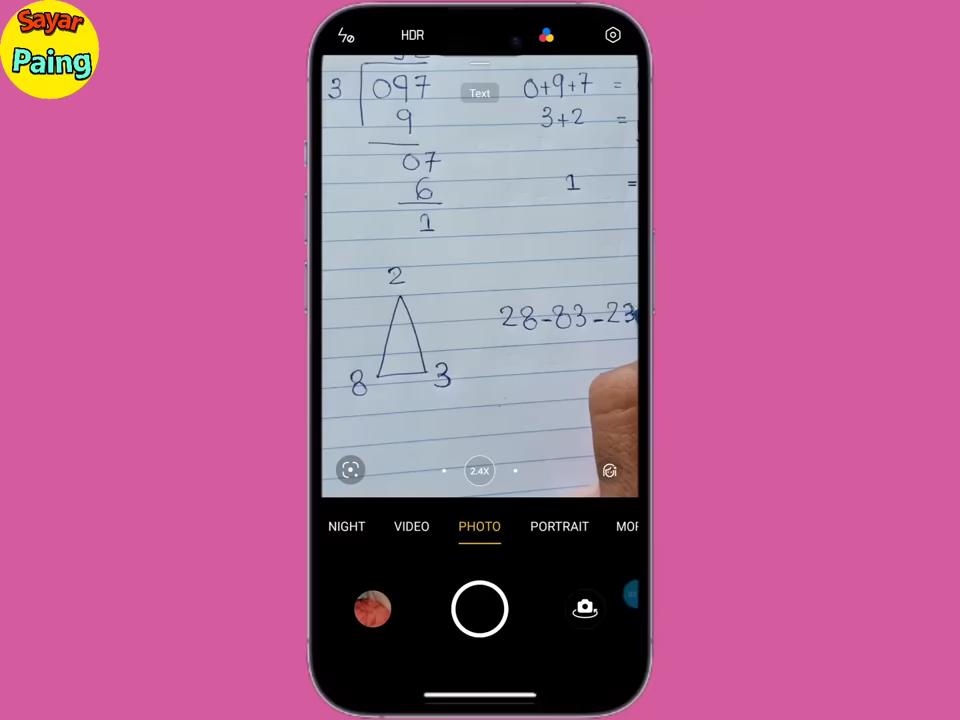 Sayar
Paing
HDR
3 097
Text
0+9+7 =
9
3+2 =
07
6
1 =
1
2
28-83-23
8
3
2.4X
NIGHT
VIDEO
PHOTO
PORTRAIT
MOR